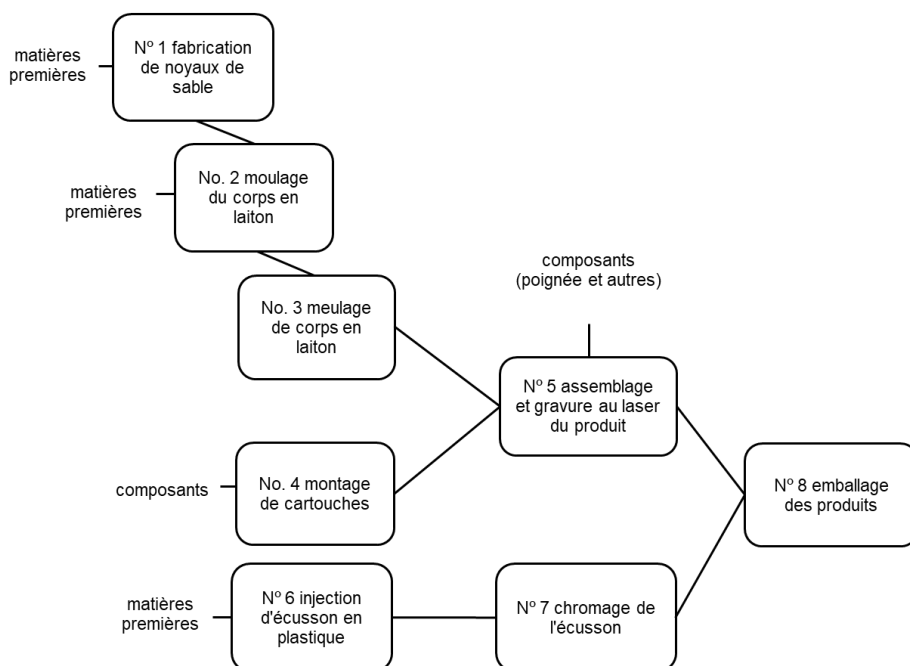 matières
premières
Nº 1 fabrication
de noyaux de
sable
matières
premières
No. 2 moulage
du corps en
laiton
No. 3 meulage
de corps en
laiton
composants
(poignée et autres)
Nº 5 assemblage
et gravure au laser
du produit
composants
No. 4 montage
de cartouches
Nº 8 emballage
des produits
matières
premières
Nº 6 injection
d'écusson en
plastique
Nº 7 chromage de
l'écusson